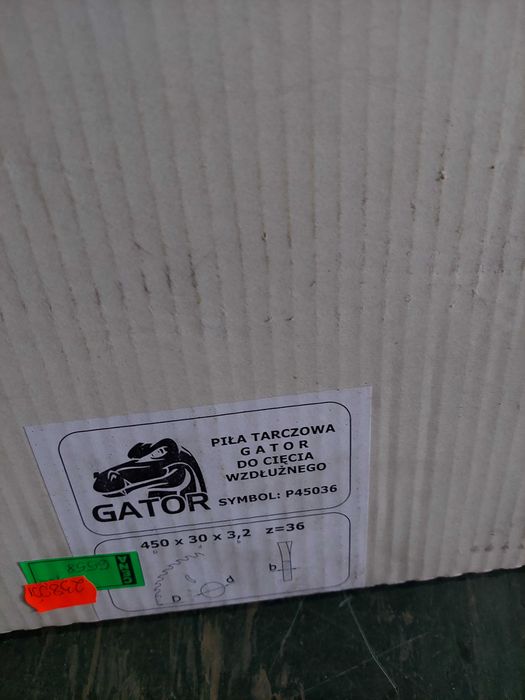 PIŁA TARCZOWA
GATOR
DO CIĘCIA
WZDŁUŻNEGO
SYMBOL: P45036
GATOR
450 x 30 x 3,2 z=36
D
d
b